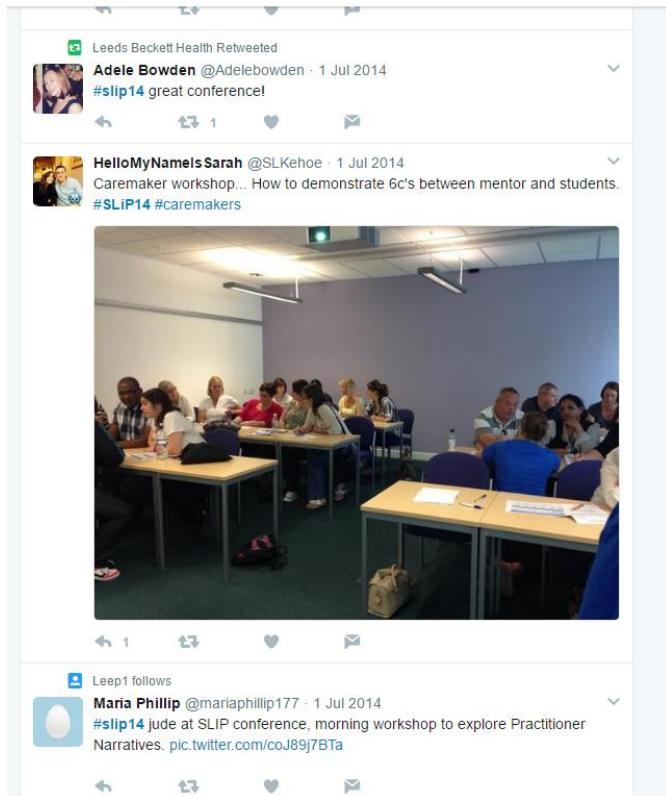 Leeds Beckett Health Retweeted
Adele Bowden @Adelebowden · 1 Jul 2014
#slip14 great conference!
1
HelloMyNameIsSarah @SLKehoe · 1 Jul 2014
Caremaker workshop... How to demonstrate 6c's between mentor and students.
#SLiP14 #caremakers
1
Leep1 follows
Maria Phillip @mariaphillip177 · 1 Jul 2014
#slip14 jude at SLIP conference, morning workshop to explore Practitioner
Narratives. pic.twitter.com/coJ89j7BTa